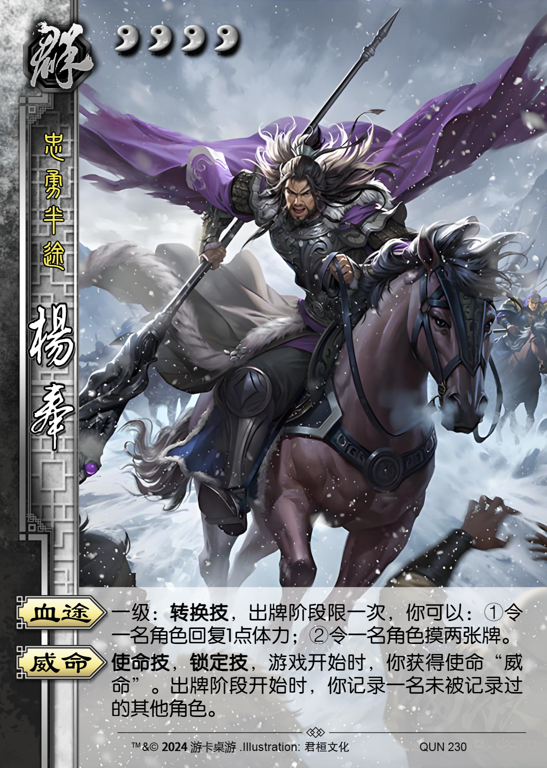 群
忠勇半途
楊奉
血途
一级：转换技，出牌阶段限一次，你可以：①令
一名角色回复1点体力；②令一名角色摸两张牌。
威命
使命技，锁定技，游戏开始时，你获得使命“威
命”。出牌阶段开始时，你记录一名未被记录过
的其他角色。
™&© 2024 游卡桌游 .Illustration: 君桓文化
QUN 230